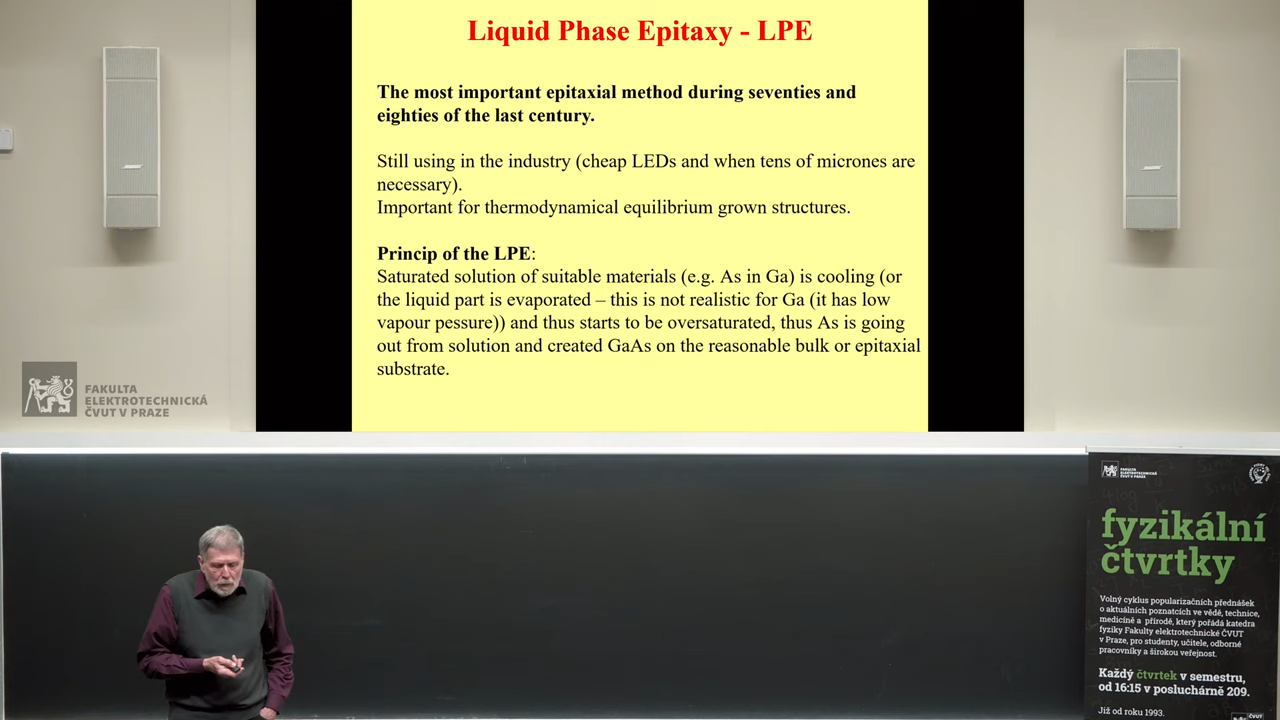 Liquid Phase Epitaxy - LPE
The most important epitaxial method during seventies and
eighties of the last century.
Still using in the industry (cheap LEDs and when tens of microns are
necessary).
Important for thermodynamical equilibrium grown structures.
Princip of the LPE:
Saturated solution of suitable materials (e.g. As in Ga) is cooling (or
the liquid part is evaporated – this is not realistic for Ga (it has low
vapour pessure)) and thus starts to be oversaturated, thus As is going
out from solution and created GaAs on the reasonable bulk or epitaxial
substrate.
FAKULTA
ELEKTROTECHNICKÁ
ČVUT V PRAZE
FAKULTA
ELEKTROTECHNICKÁ
ČVUT V PRAZE
fyzikální
čtvrtky
Volný cyklus popularizačních přednášek
o aktuálních poznatcích ve vědě, technice,
medicíně a přírodě, který pořádá katedra
fyziky Fakulty elektrotechnické ČVUT
v Praze, pro studenty, učitele, odborné
pracovníky a širokou veřejnost.
Každý čtvrtek v semestru,
od 16:15 v posluchárně 209.
Již od roku 1993.
ČVUT